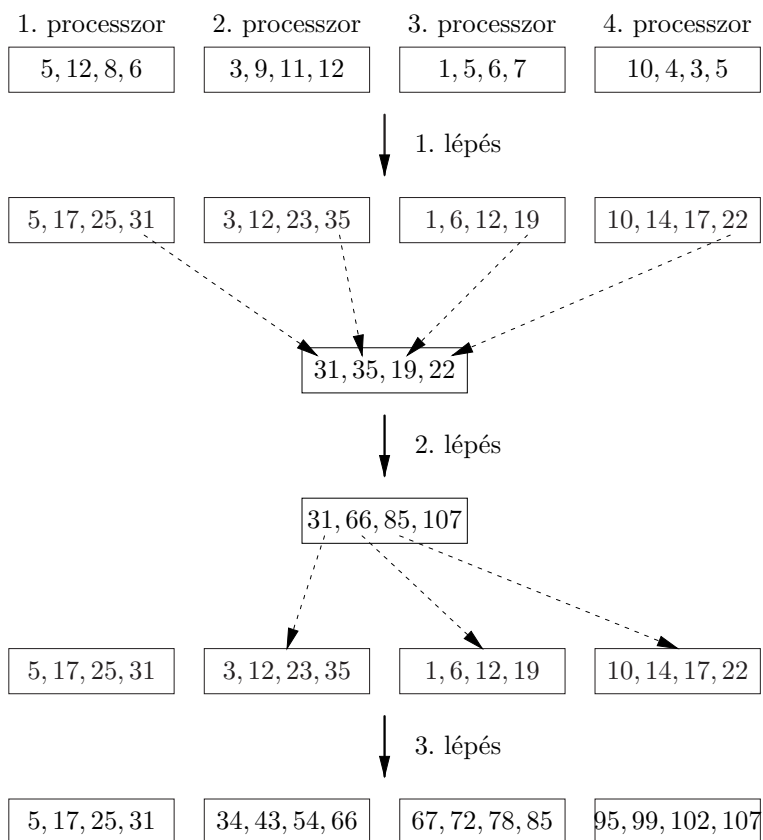 1. processzor 2. processzor 3. processzor 4. processzor
5, 12, 8, 6 3, 9, 11, 12 1, 5, 6, 7 10, 4, 3, 5
1. lépés
5, 17, 25, 31 3, 12, 23, 35 1, 6, 12, 19 10, 14, 17, 22
31, 35, 19, 22
2. lépés
31, 66, 85, 107
5, 17, 25, 31 3, 12, 23, 35 1, 6, 12, 19 10, 14, 17, 22
3. lépés
5, 17, 25, 31 34, 43, 54, 66 67, 72, 78, 85 95, 99, 102, 107